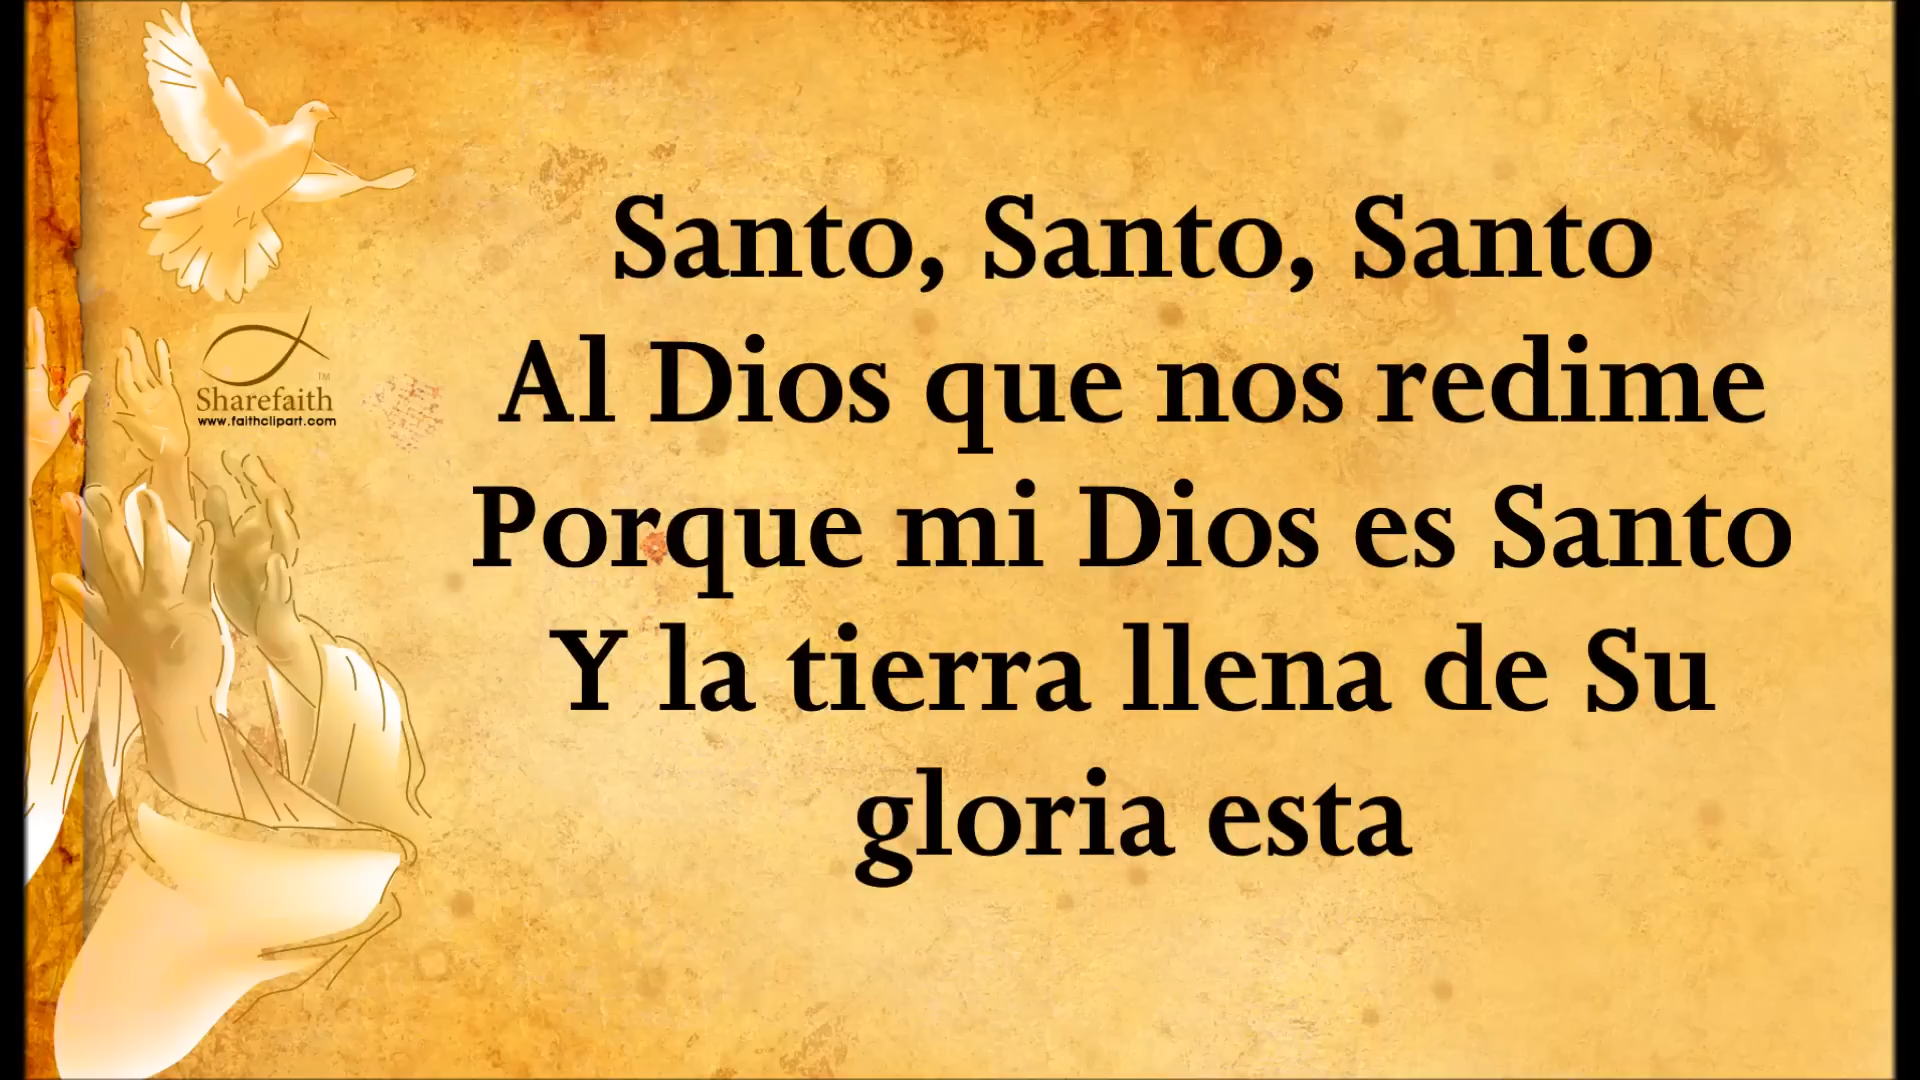 Santo, Santo, Santo
Al Dios que nos redime
Porque mi Dios es Santo
Y la tierra llena de Su
gloria esta
Sharefaith™
www.faithclipart.com